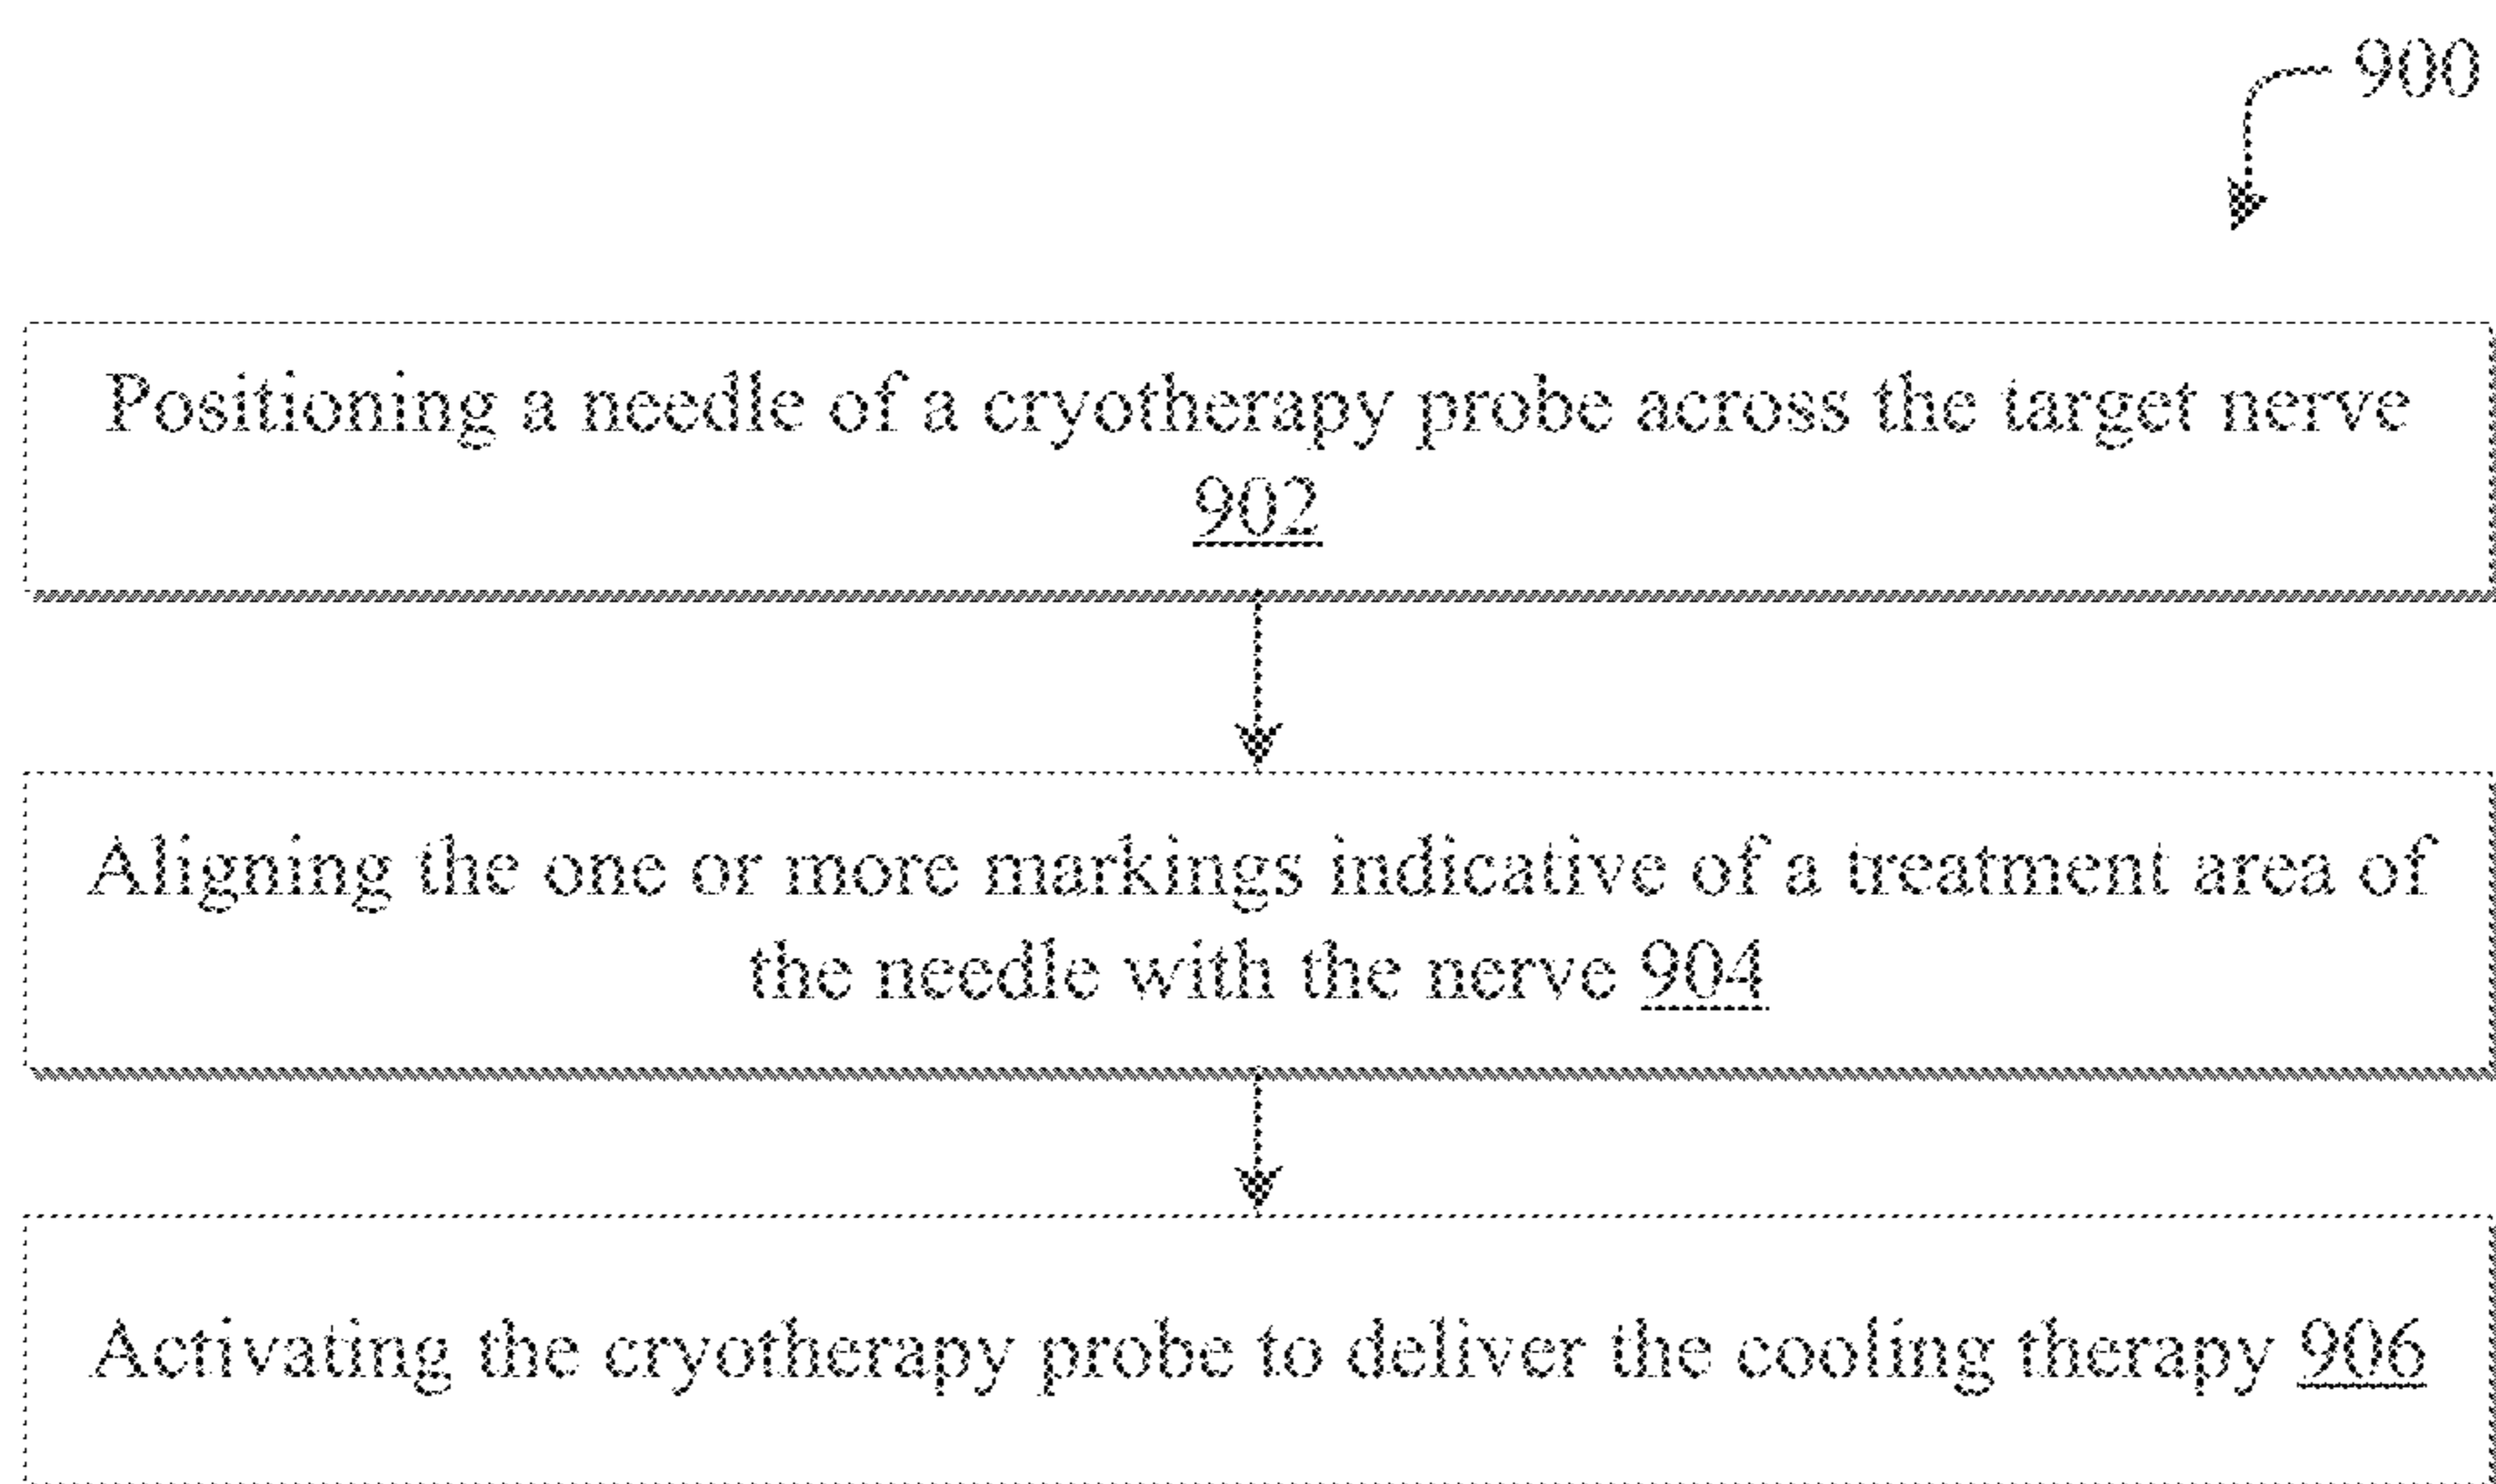 900
Positioning a needle of a cryotherapy probe across the target nerve
902
Aligning the one or more markings indicative of a treatment area of
the needle with the nerve 904
Activating the cryotherapy probe to deliver the cooling therapy 906